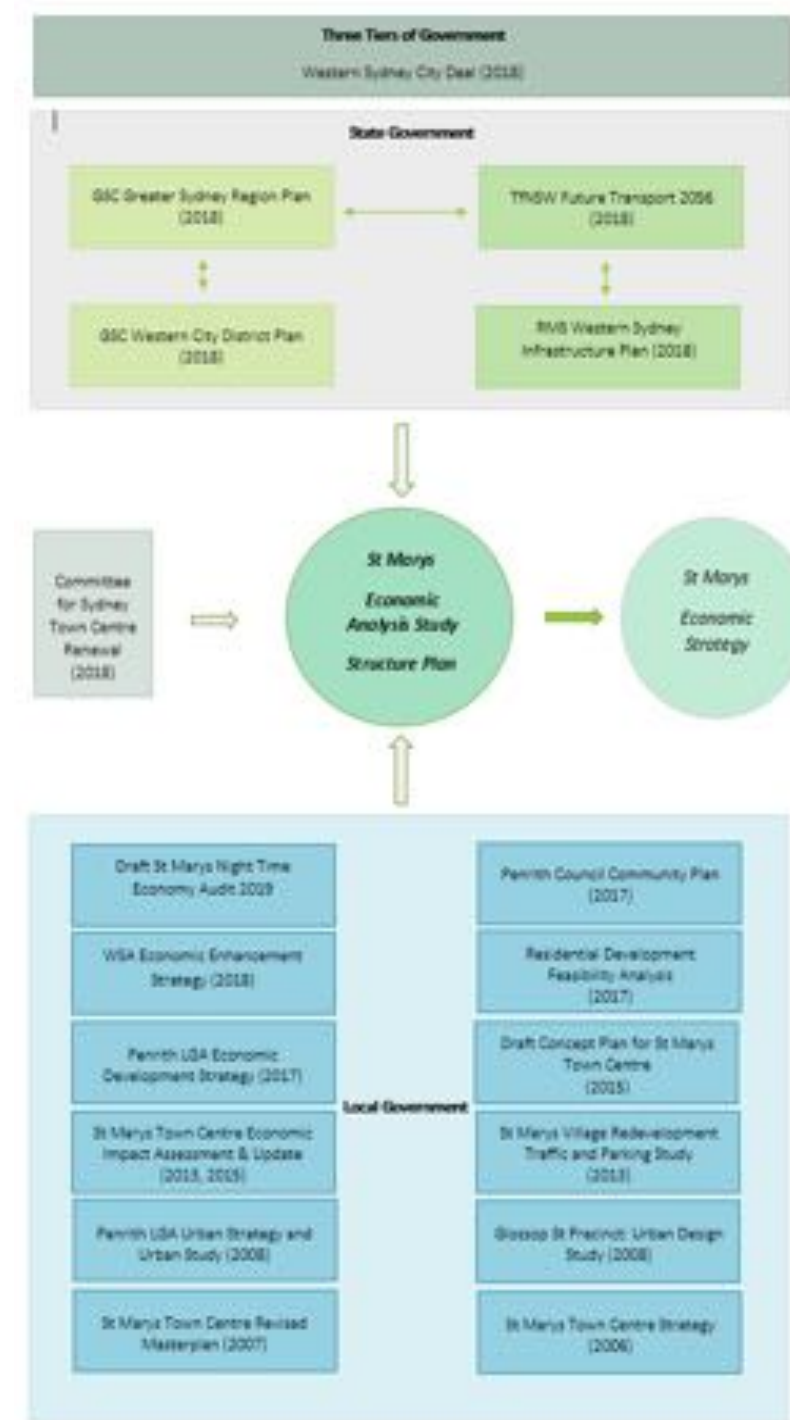 Three Tiers of Government
Western Sydney City Deal (2018)
State Government
GSC Greater Sydney Region Plan
(2018)
TfNSW Future Transport 2056
(2018)
GSC Western City District Plan
(2018)
RMS Western Sydney
Infrastructure Plan (2018)
Committee
for Sydney
Town Centre
Renewal
(2018)
St Marys
Economic
Analysis Study
Structure Plan
St Marys
Economic
Strategy
Draft St Marys Night Time
Economy Audit 2019
WSA Economic Enhancement
Strategy (2018)
Penrith LGA Economic
Development Strategy (2017)
St Marys Town Centre Economic
Impact Assessment & Update
(2013, 2015)
Penrith LGA Urban Strategy and
Urban Study (2008)
St Marys Town Centre Revised
Masterplan (2007)
Local Government
Penrith Council Community Plan
(2017)
Residential Development
Feasibility Analysis
(2017)
Draft Concept Plan for St Marys
Town Centre
(2015)
St Marys Village Redevelopment
Traffic and Parking Study
(2013)
Glossop St Precinct: Urban Design
Study (2008)
St Marys Town Centre Strategy
(2006)